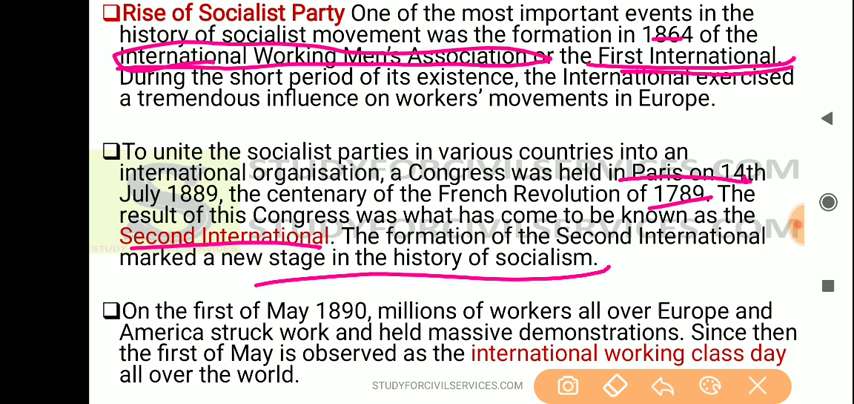 ❑Rise of Socialist Party One of the most important events in the
history of socialist movement was the formation in 1864 of the
International Working Men's Association or the First International.
During the short period of its existence, the International exercised
a tremendous influence on workers' movements in Europe.
❑To unite the socialist parties in various countries into an
international organisation, a Congress was held in Paris on 14th
July 1889, the centenary of the French Revolution of 1789. The
result of this Congress was what has come to be known as the
Second International. The formation of the Second International
marked a new stage in the history of socialism.
❑On the first of May 1890, millions of workers all over Europe and
America struck work and held massive demonstrations. Since then
the first of May is observed as the international working class day
all over the world.
STUDYFORCIVILSERVICES.COM